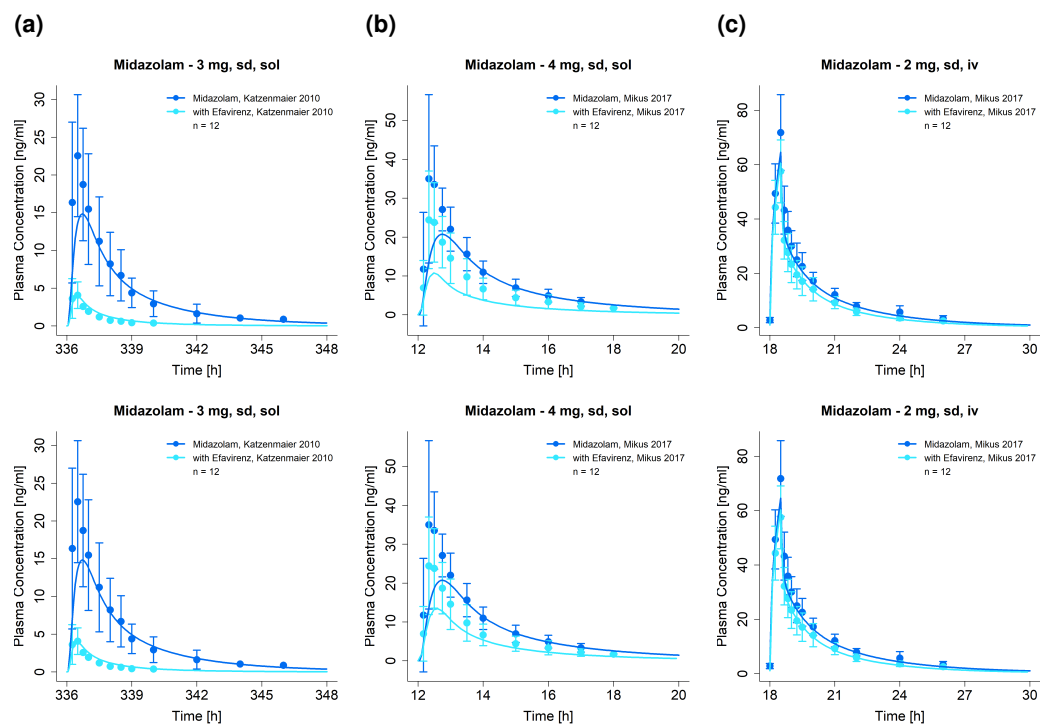 (a)
(b)
(c)
Midazolam - 3 mg, sd, sol
Plasma Concentration [ng/ml]
30
25
20
15
10
5
0
Midazolam, Katzenmaier 2010
with Efavirenz, Katzenmaier 2010
n = 12
336
339
342
345
348
Time [h]
Midazolam - 4 mg, sd, sol
Plasma Concentration [ng/ml]
50
40
30
20
10
0
Midazolam, Mikus 2017
with Efavirenz, Mikus 2017
n = 12
12
14
16
18
20
Time [h]
Midazolam - 2 mg, sd, iv
Plasma Concentration [ng/ml]
80
60
40
20
0
Midazolam, Mikus 2017
with Efavirenz, Mikus 2017
n = 12
18
21
24
27
30
Time [h]
Midazolam - 3 mg, sd, sol
Plasma Concentration [ng/ml]
30
25
20
15
10
5
0
Midazolam, Katzenmaier 2010
with Efavirenz, Katzenmaier 2010
n = 12
336
339
342
345
348
Time [h]
Midazolam - 4 mg, sd, sol
Plasma Concentration [ng/ml]
50
40
30
20
10
0
Midazolam, Mikus 2017
with Efavirenz, Mikus 2017
n = 12
12
14
16
18
20
Time [h]
Midazolam - 2 mg, sd, iv
Plasma Concentration [ng/ml]
80
60
40
20
0
Midazolam, Mikus 2017
with Efavirenz, Mikus 2017
n = 12
18
21
24
27
30
Time [h]